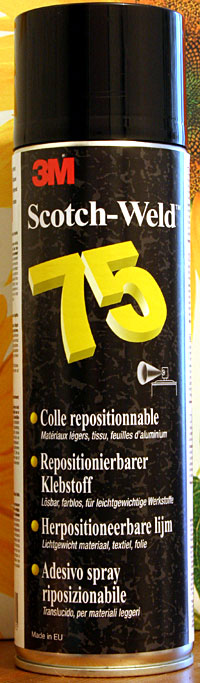 3M
Scotch-Weld™
75
Colle repositionnable
Matériaux légers, tissu, feuilles d'aluminium
Repositionierbarer
Klebstoff
Lösbar, farblos, für leichtgewichtige Werkstoffe
Herpositioneerbare lijm
Lichtgewicht materiaal, textiel, folie
Adesivo spray
riposizionabile
Translucido, per materiali leggeri
Made in EU